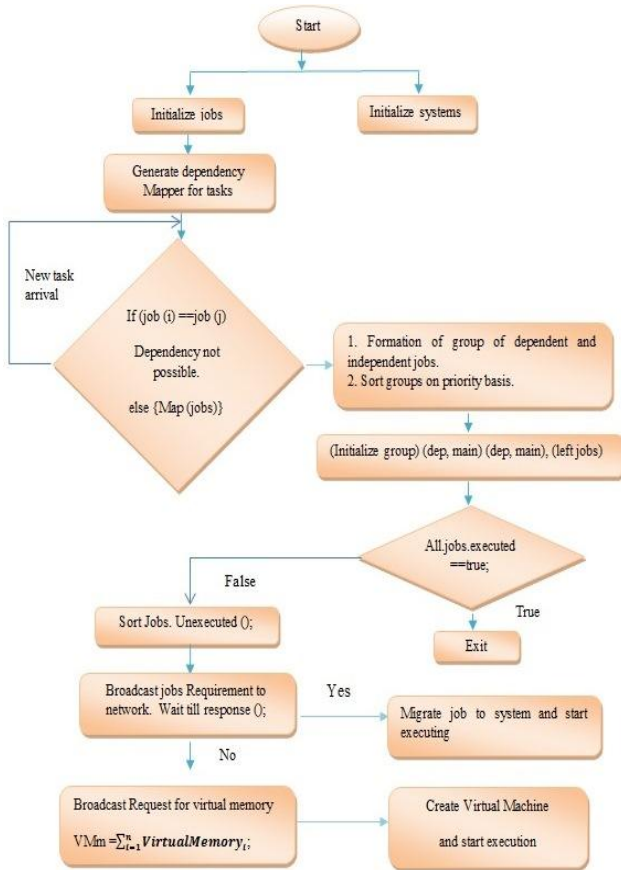 Start
Initialize jobs
Initialize systems
Generate dependency
Mapper for tasks
New task
arrival
If (job (i) ==job (j)
Dependency not
possible.
else {Map (jobs)}
1. Formation of group of dependent and
independent jobs.
2. Sort groups on priority basis.
(Initialize group) (dep, main) (dep, main), (left jobs)
All.jobs.executed
==true;
False
True
Sort Jobs. Unexecuted ();
Exit
Broadcast jobs Requirement to
network. Wait till response ();
Yes
Migrate job to system and start
executing
No
Broadcast Request for virtual memory
VMm =∑ⁿᵢ₌₁ VirtualMemoryᵢ;
Create Virtual Machine
and start execution